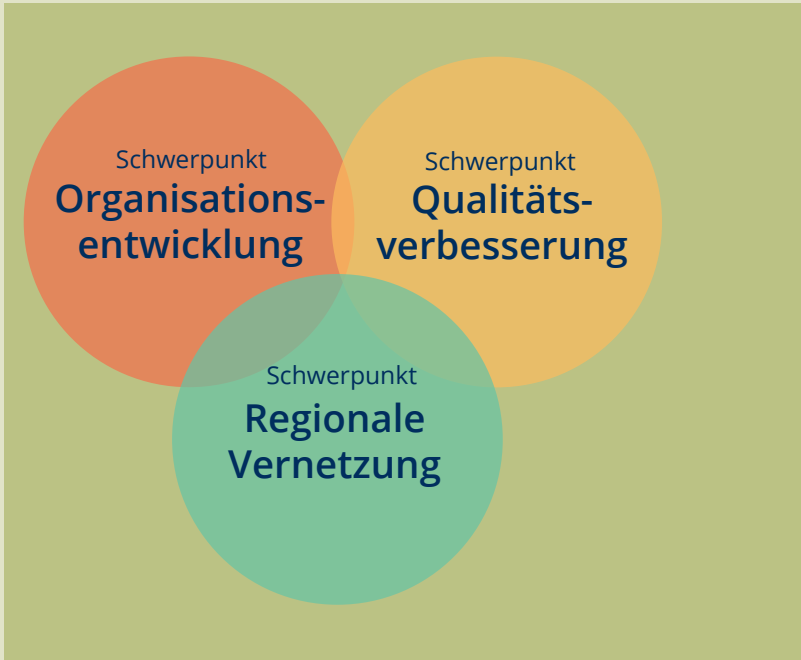 Schwerpunkt
Organisations-
entwicklung
Schwerpunkt
Qualitäts-
verbesserung
Schwerpunkt
Regionale
Vernetzung